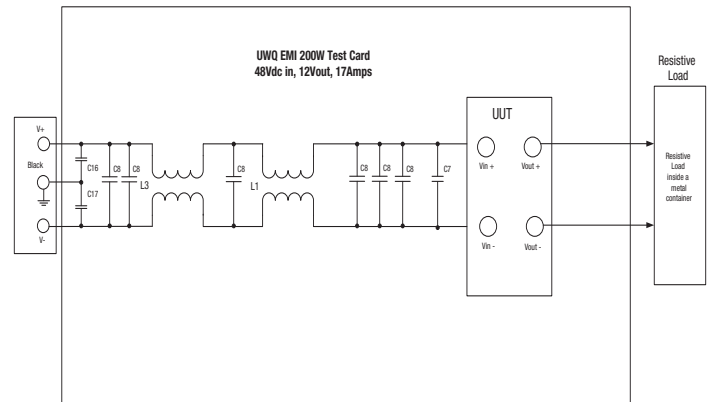 UWQ EMI 200W Test Card
48Vdc in, 12Vout, 17Amps
Resistive
Load
UUT
V+
Black
V-
C16
C17
C8
C8
L3
C8
L1
C8
C8
C8
C7
Vin +
Vout +
Vin -
Vout -
Resistive
Load
inside a
metal
container